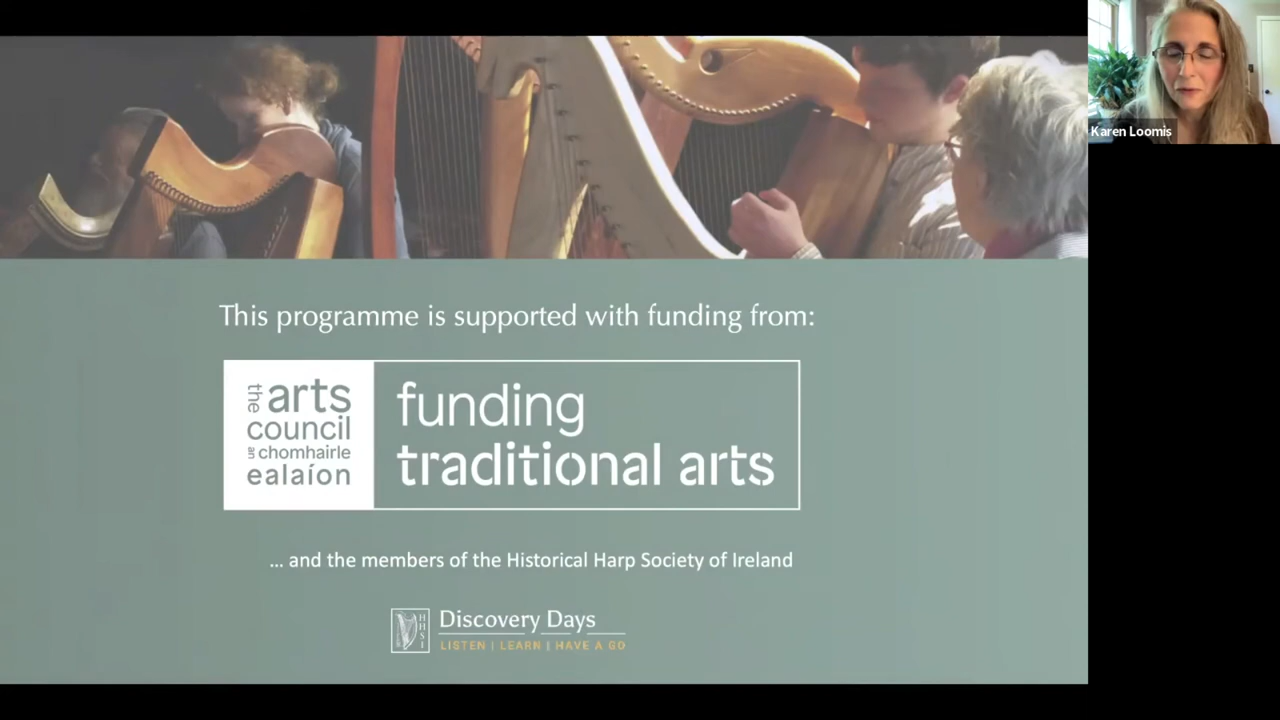 Karen Loomis
This programme is supported with funding from:
the arts
council
an chomhairle
ealaíon
funding
traditional arts
... and the members of the Historical Harp Society of Ireland
HHSI
Discovery Days
LISTEN | LEARN | HAVE A GO